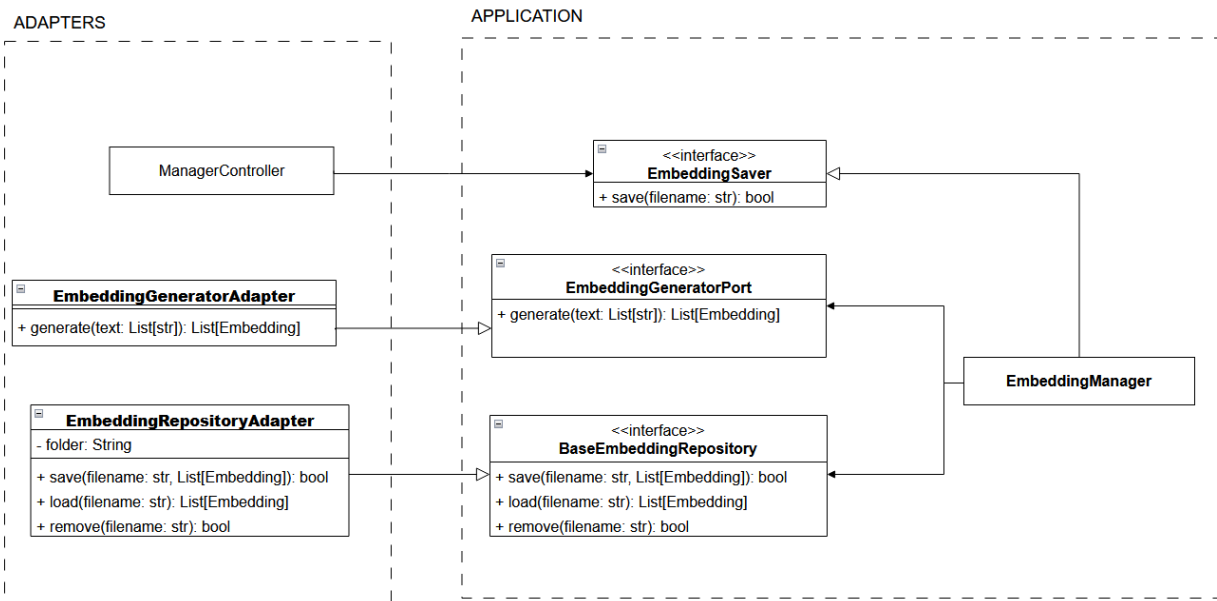 ADAPTERS
APPLICATION
ManagerController
<<interface>>
EmbeddingSaver
+ save(filename: str): bool
EmbeddingGeneratorAdapter
+ generate(text: List[str]): List[Embedding]
<<interface>>
EmbeddingGeneratorPort
+ generate(text: List[str]): List[Embedding]
EmbeddingManager
EmbeddingRepositoryAdapter
- folder: String
+ save(filename: str, List[Embedding]): bool
+ load(filename: str): List[Embedding]
+ remove(filename: str): bool
<<interface>>
BaseEmbeddingRepository
+ save(filename: str, List[Embedding]): bool
+ load(filename: str): List[Embedding]
+ remove(filename: str): bool